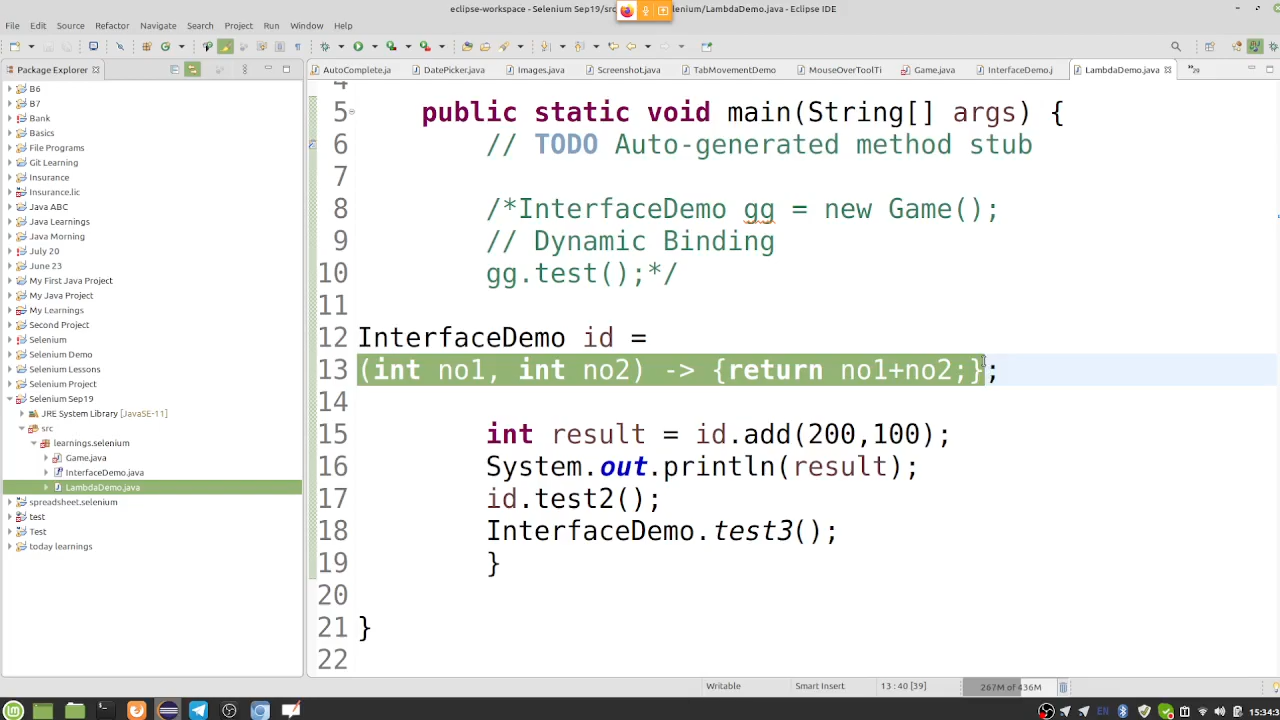 eclipse-workspace - Selenium Sep19/src
lenium/LambdaDemo.java - Eclipse IDE
File Edit Source Refactor Navigate Search Project Run Window Help
Package Explorer
AutoComplete.ja
DatePicker.java
Images.java
Screenshot.java
TabMovementDemo
MouseOverToolTi
Game.java
InterfaceDemo.j
LambdaDemo.java
B6
B7
Bank
Basics
File Programs
Git Learning
Insurance
Insurance.lic
Java ABC
Java Learnings
Java Morning
July 20
June 23
My First Java Project
My Java Project
My Learnings
Second Project
Selenium
Selenium Demo
Selenium Lessons
Selenium Project
Selenium Sep19
JRE System Library [JavaSE-11]
src
learnings.selenium
Game.java
InterfaceDemo.java
LambdaDemo.java
spreadsheet.selenium
test
Test
today learnings
4
5 public static void main(String[] args) {
6 // TODO Auto-generated method stub
7
8 /*InterfaceDemo gg = new Game();
9 // Dynamic Binding
10 gg.test();*/
11
12 InterfaceDemo id =
13 (int no1, int no2) -> {return no1+no2;};
14
15 int result = id.add(200,100);
16 System.out.println(result);
17 id.test2();
18 InterfaceDemo.test3();
19 }
20
21 }
22
Writable
Smart Insert
13 : 40 [39]
267M of 436M
EN
15:34:3